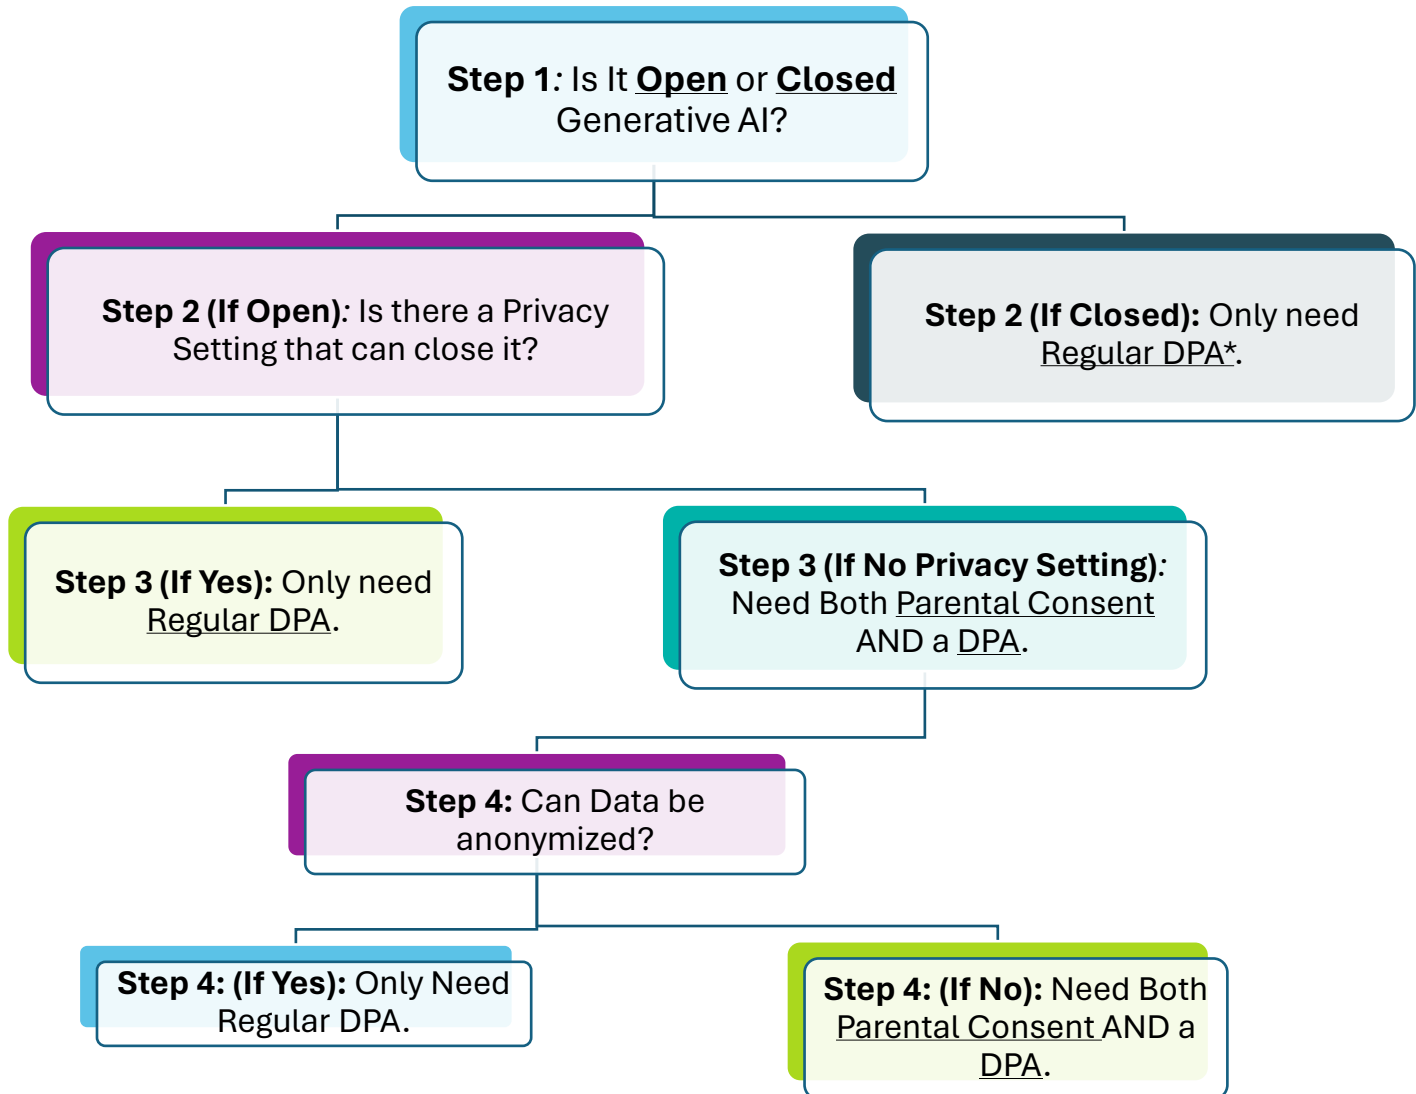 Step 1: Is It Open or Closed
Generative AI?
Step 2 (If Open): Is there a Privacy
Setting that can close it?
Step 2 (If Closed): Only need
Regular DPA*.
Step 3 (If Yes): Only need
Regular DPA.
Step 3 (If No Privacy Setting):
Need Both Parental Consent
AND a DPA.
Step 4: Can Data be
anonymized?
Step 4: (If Yes): Only Need
Regular DPA.
Step 4: (If No): Need Both
Parental Consent AND a
DPA.